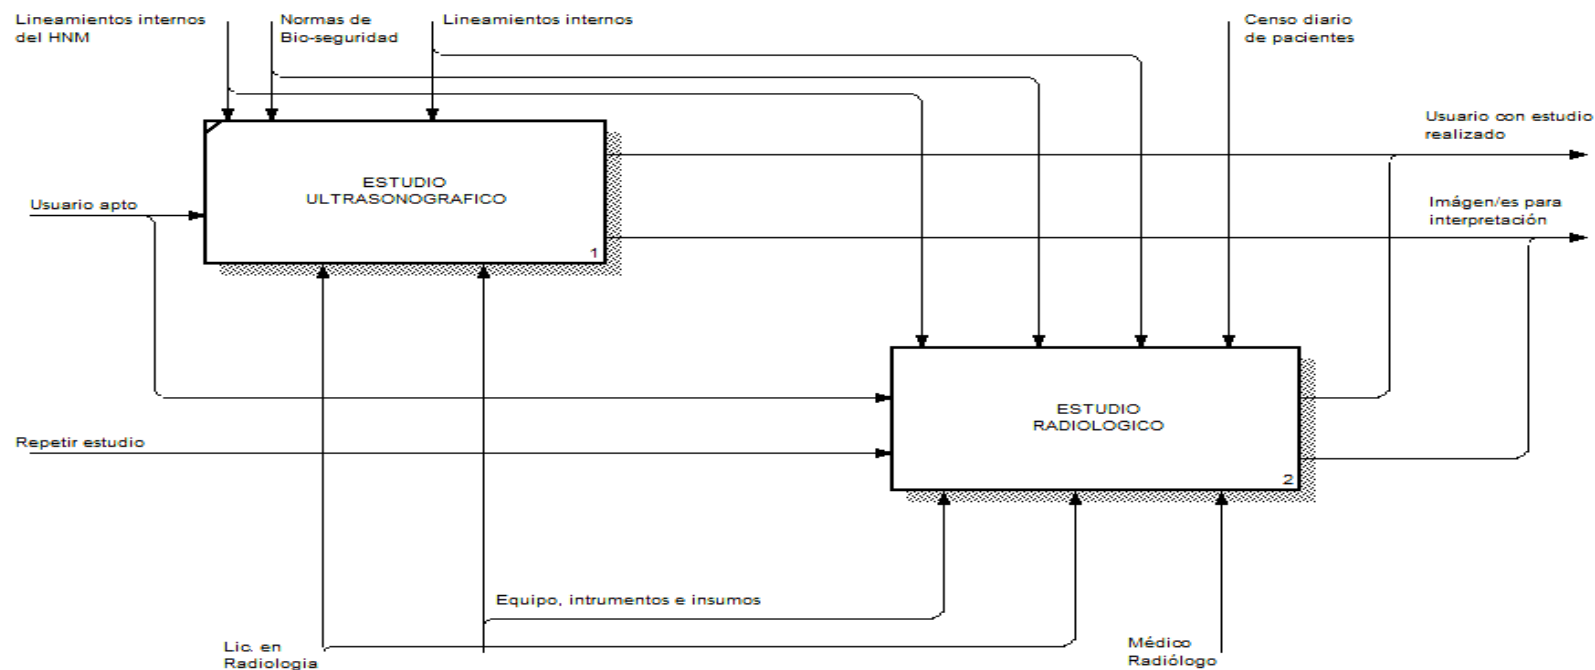 Lineamientos internos
del HNM
Normas de
Bio-seguridad
Lineamientos internos
Censo diario
de pacientes
Usuario con estudio
realizado
ESTUDIO
ULTRASONOGRAFICO
1
Usuario apto
Imágen/es para
interpretación
ESTUDIO
RADIOLOGICO
2
Repetir estudio
Equipo, intrumentos e insumos
Lic. en
Radiologia
Médico
Radiólogo